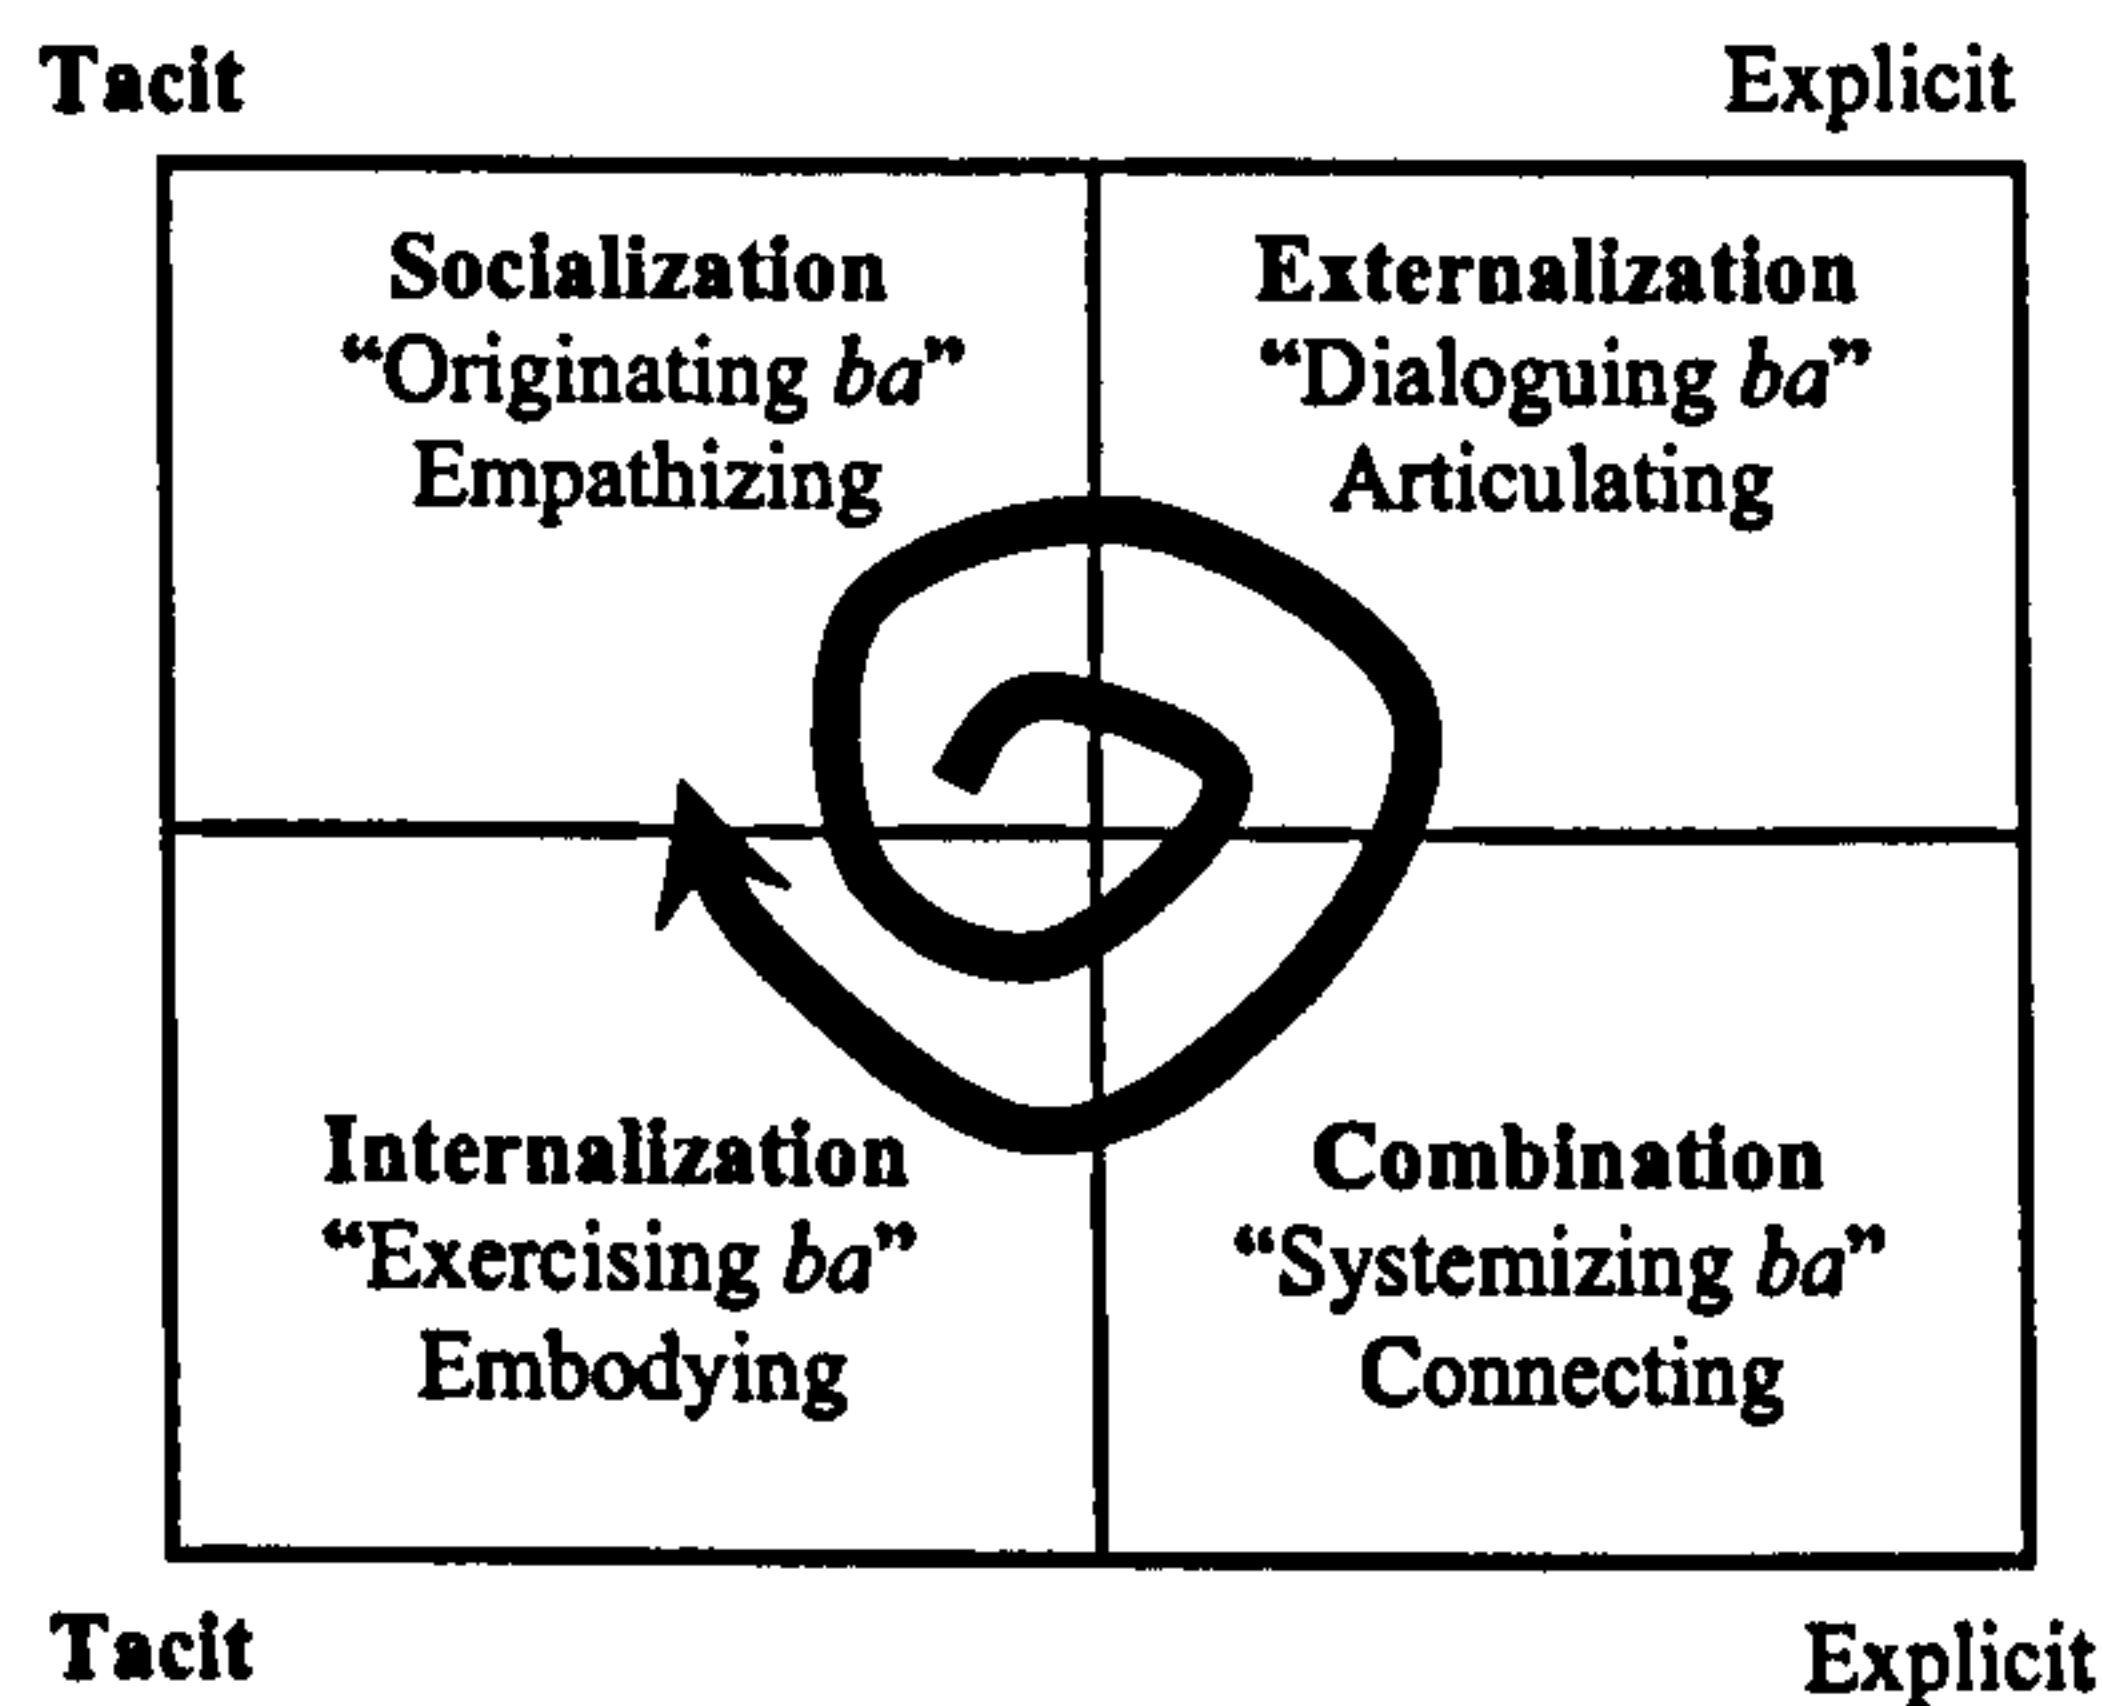 Tacit
Explicit
Socialization
“Originating ba”
Empathizing
Externalization
“Dialoguing ba”
Articulating
Internalization
“Exercising ba”
Embodying
Combination
“Systemizing ba”
Connecting
Tacit
Explicit